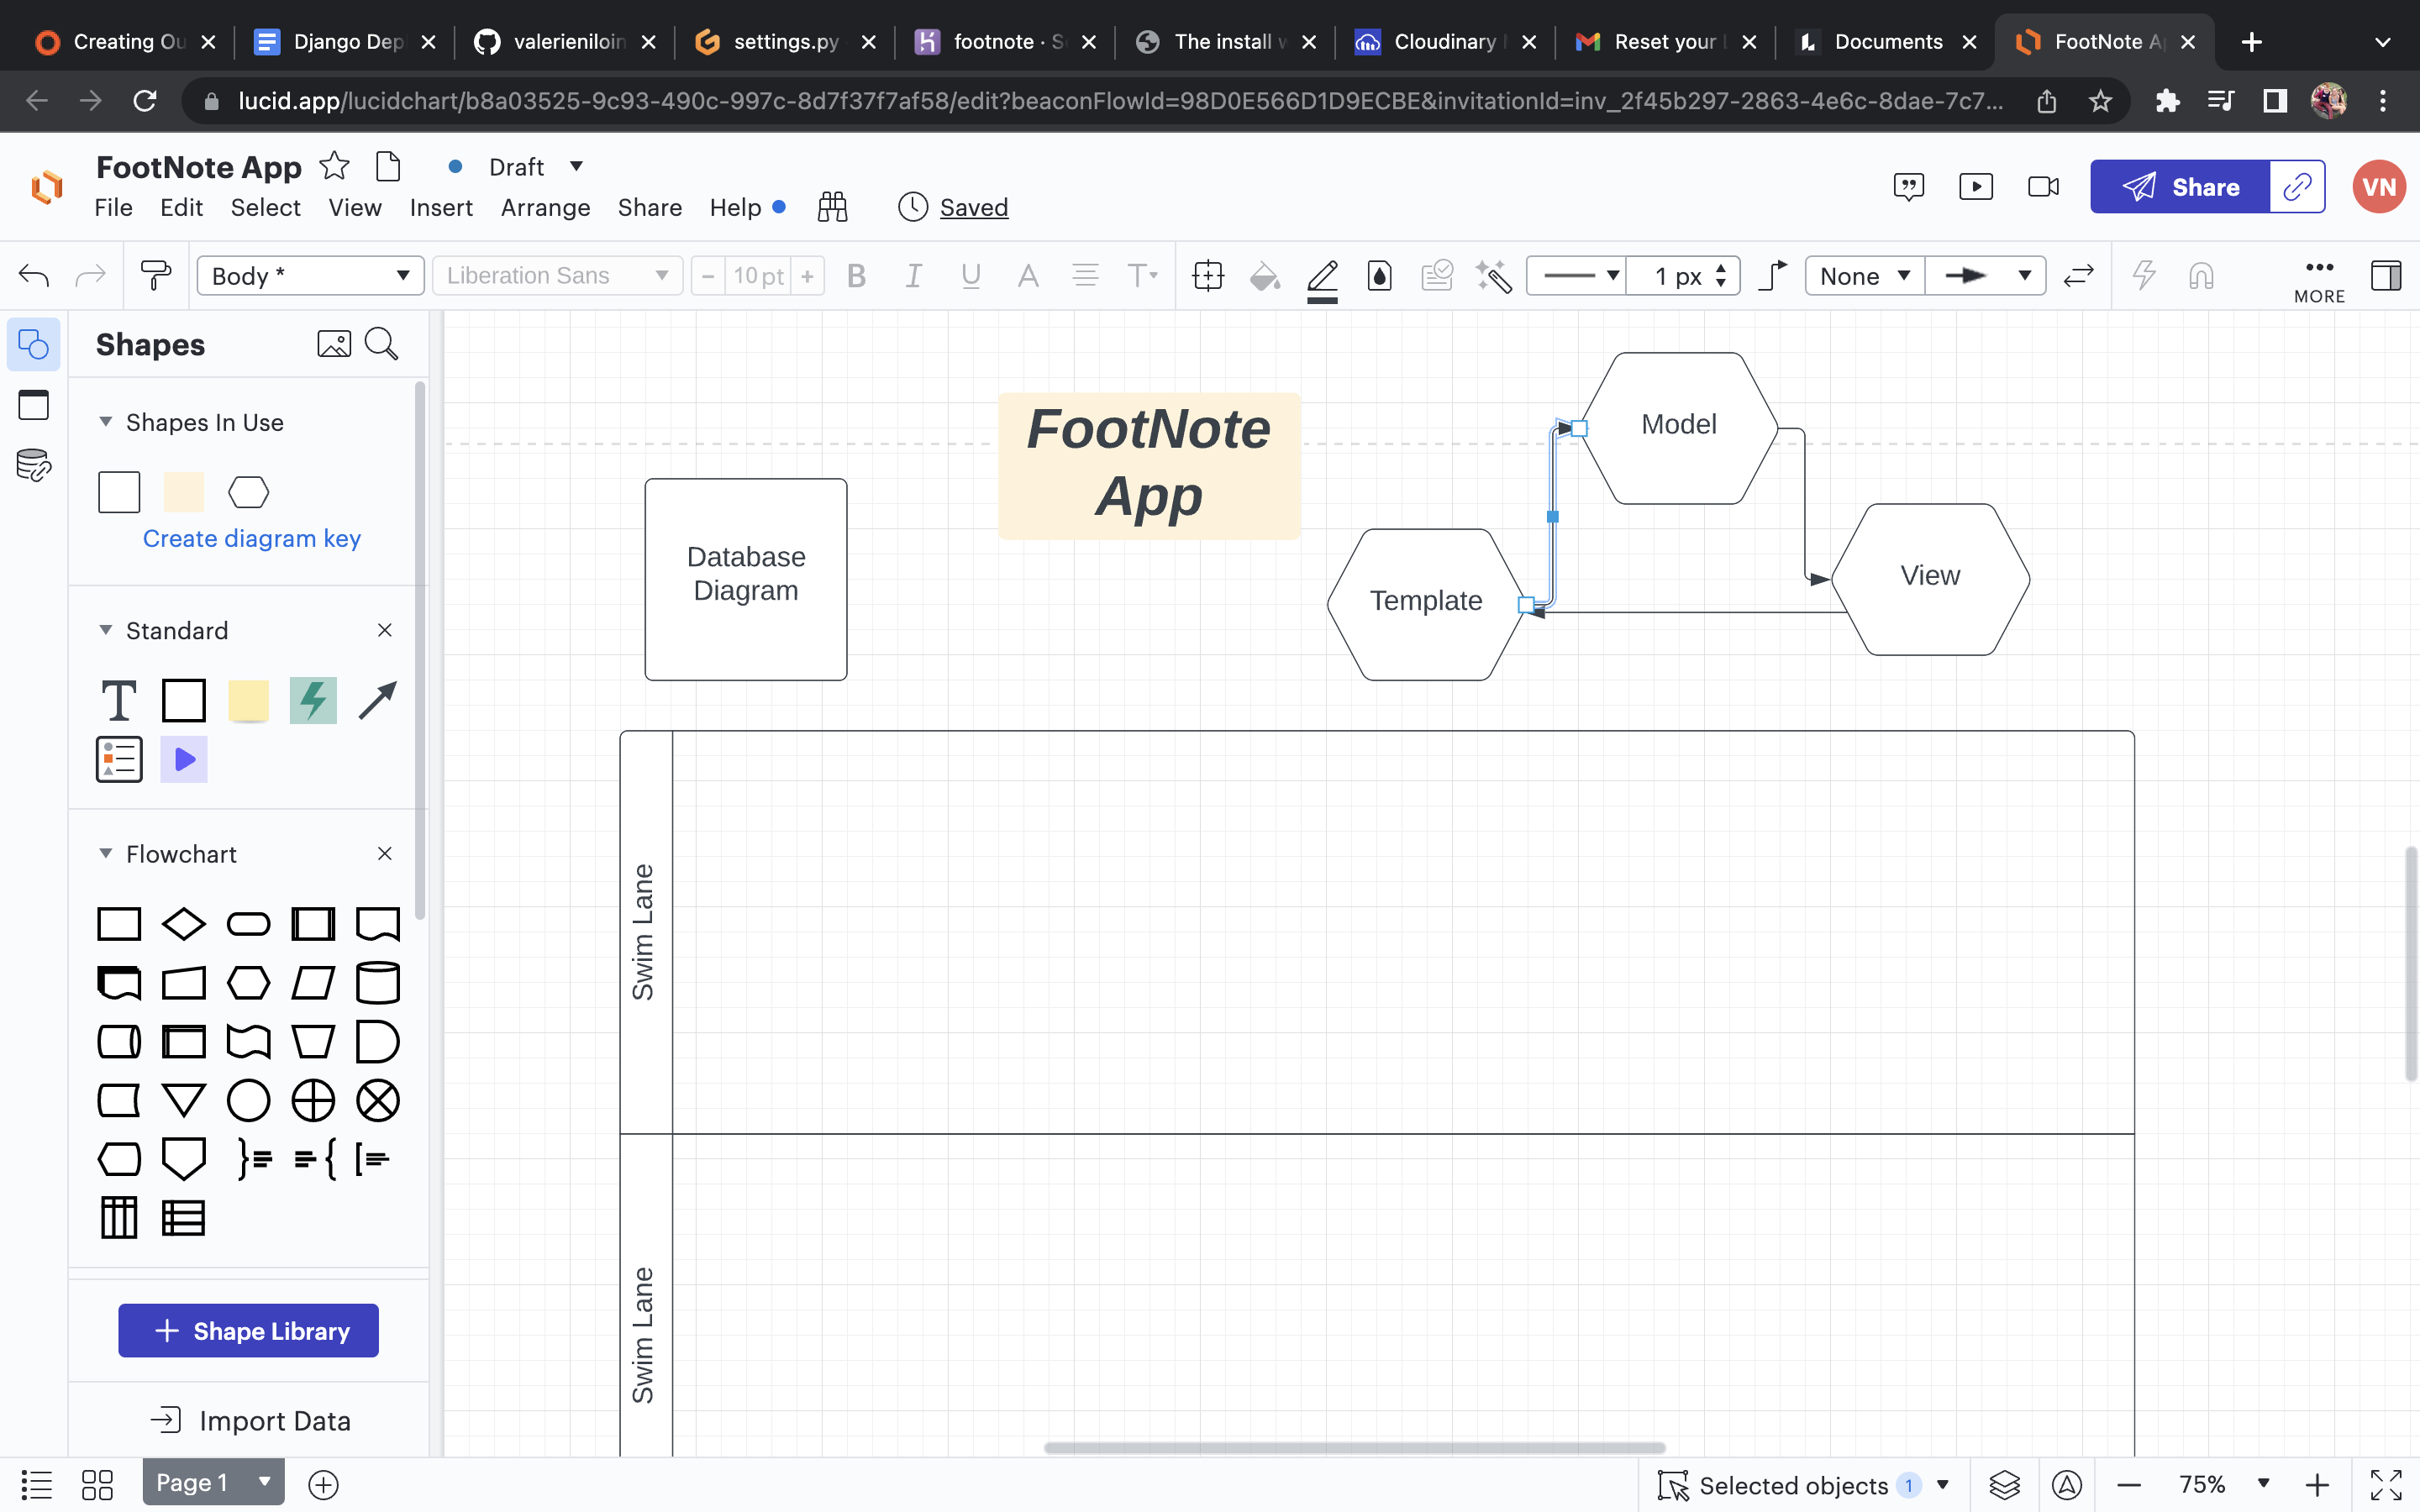 Creating Ou
Django Dep
valerieniloin
settings.py
footnote · S
The install w
Cloudinary
Reset your
Documents
FootNote A
lucid.app/lucidchart/b8a03525-9c93-490c-997c-8d7f37f7af58/edit?beaconFlowId=98D0E566D1D9ECBE&invitationId=inv_2f45b297-2863-4e6c-8dae-7c7...
FootNote App
Draft
File Edit Select View Insert Arrange Share Help
Saved
Share
VN
Body *
Liberation Sans
10 pt
1 px
None
MORE
Shapes
Shapes In Use
Create diagram key
Standard
Flowchart
Shape Library
Import Data
FootNote
App
Database
Diagram
Model
Template
View
Swim Lane
Swim Lane
Page 1
Selected objects 1
75%